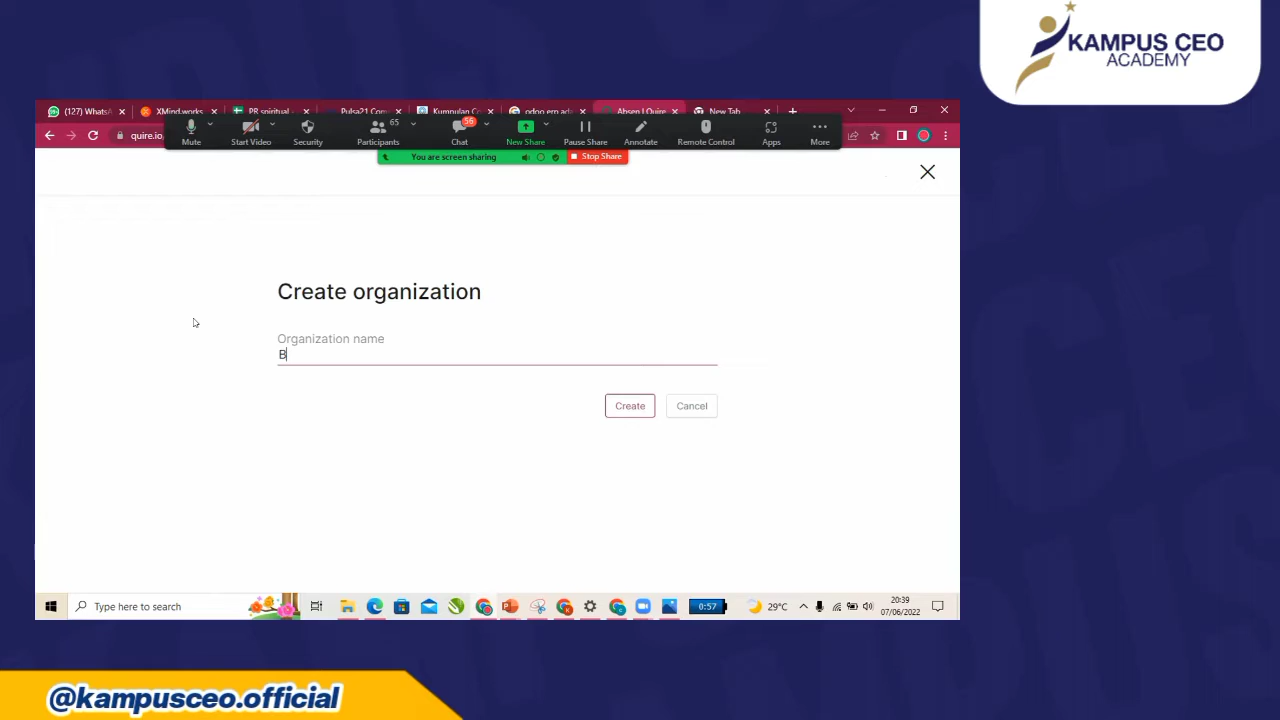 KAMPUS CEO
ACADEMY
(127) Whats
XMind.works
PR spiritual
Pulsa21 Com
odoo erp ada
Absen | Quire
New Tab
quire.io
Mute
Start Video
Security
65
Participants
56
Chat
New Share
Pause Share
Annotate
Remote Control
Apps
More
You are screen sharing
Stop Share
Create organization
Organization name
B
Create
Cancel
Type here to search
0:57
29°C
20:39
07/06/2022
@kampusceo.official